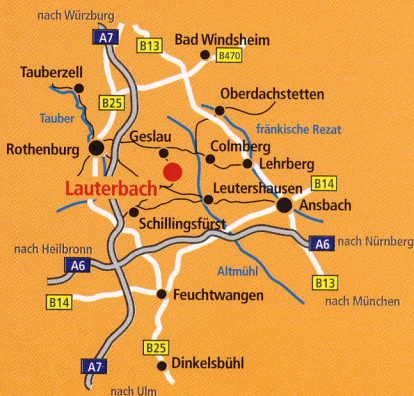 nach Würzburg
A7
B13
Bad Windsheim
B470
Tauberzell
B25
Oberdachstetten
Tauber
fränkische Rezat
Geslau
Colmberg
Rothenburg
Lehrberg
Lauterbach
Leutershausen
B14
Ansbach
Schillingsfürst
nach Heilbronn
A6
nach Nürnberg
A6
Altmühl
B13
B14
Feuchtwangen
nach München
B25
Dinkelsbühl
A7
nach Ulm